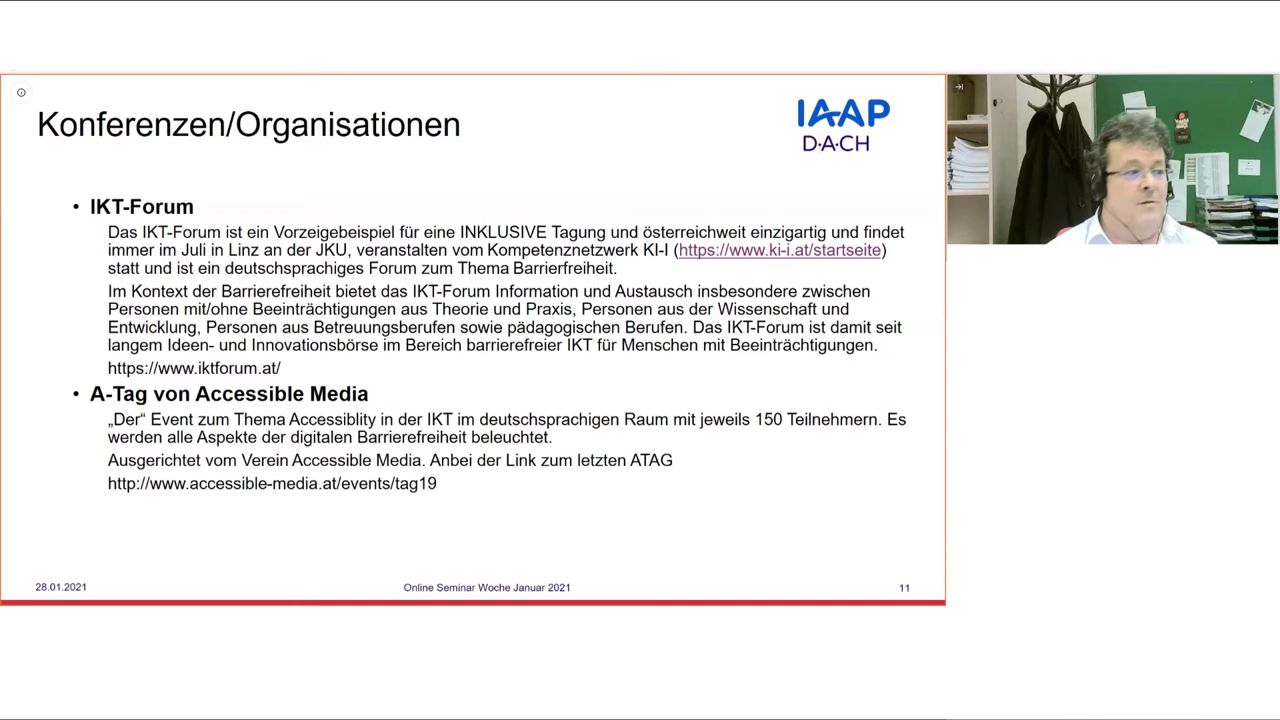 Konferenzen/Organisationen
IAAP
D·A·CH
• IKT-Forum
Das IKT-Forum ist ein Vorzeigebeispiel für eine INKLUSIVE Tagung und österreichweit einzigartig und findet
immer im Juli in Linz an der JKU, veranstalten vom Kompetenznetzwerk KI-I (https://www.ki-i.at/startseite)
statt und ist ein deutschsprachiges Forum zum Thema Barrierfreiheit.
Im Kontext der Barrierefreiheit bietet das IKT-Forum Information und Austausch insbesondere zwischen
Personen mit/ohne Beeinträchtigungen aus Theorie und Praxis, Personen aus der Wissenschaft und
Entwicklung, Personen aus Betreuungsberufen sowie pädagogischen Berufen. Das IKT-Forum ist damit seit
langem Ideen- und Innovationsbörse im Bereich barrierefreier IKT für Menschen mit Beeinträchtigungen.
https://www.iktforum.at/
• A-Tag von Accessible Media
„Der“ Event zum Thema Accessiblity in der IKT im deutschsprachigen Raum mit jeweils 150 Teilnehmern. Es
werden alle Aspekte der digitalen Barrierefreiheit beleuchtet.
Ausgerichtet vom Verein Accessible Media. Anbei der Link zum letzten ATAG
http://www.accessible-media.at/events/tag19
28.01.2021
Online Seminar Woche Januar 2021
11